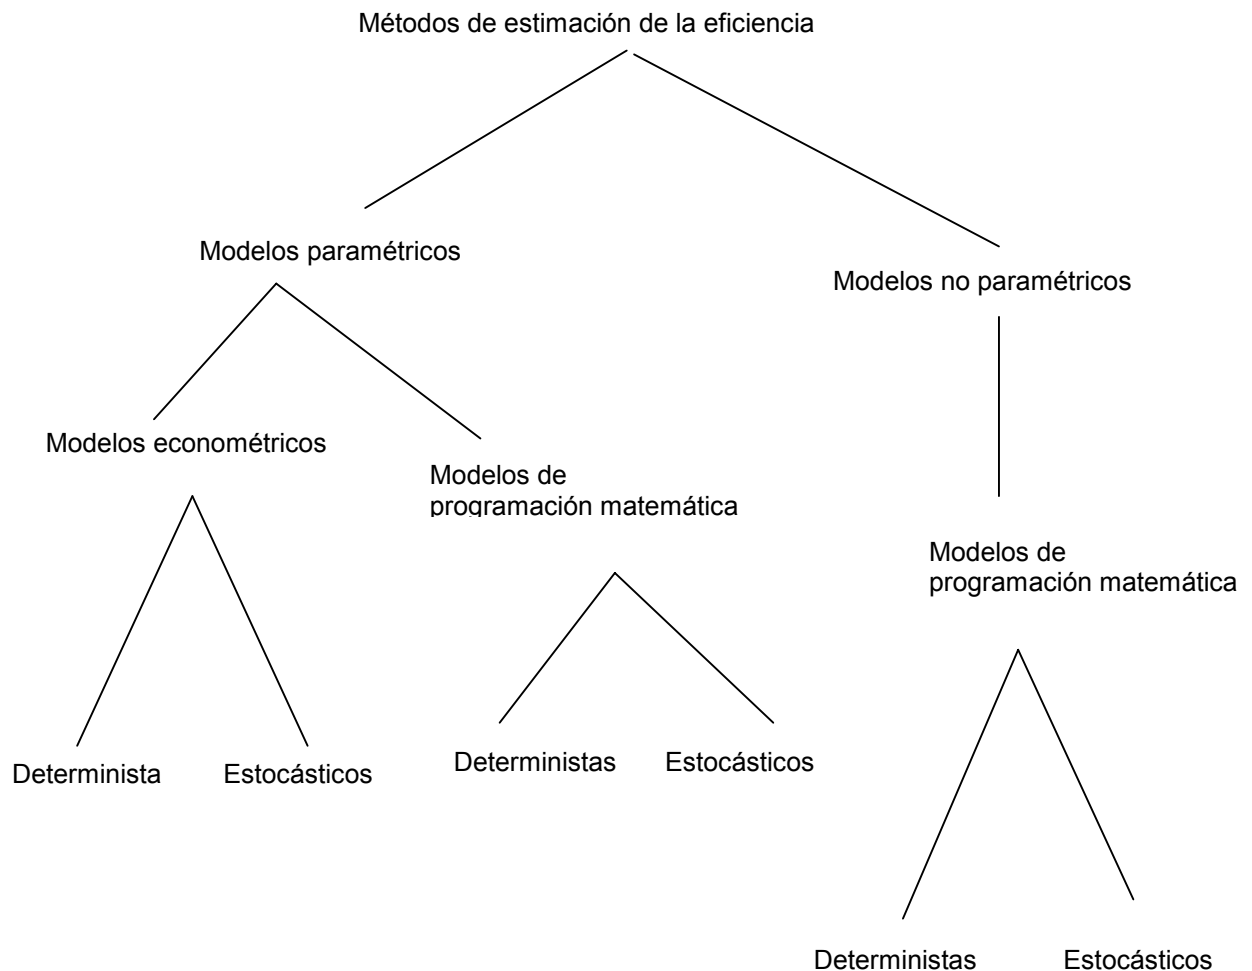 Métodos de estimación de la eficiencia
Modelos paramétricos
Modelos no paramétricos
Modelos econométricos
Modelos de
programación matemática
Modelos de
programación matemática
Determinista
Estocásticos
Deterministas
Estocásticos
Deterministas
Estocásticos